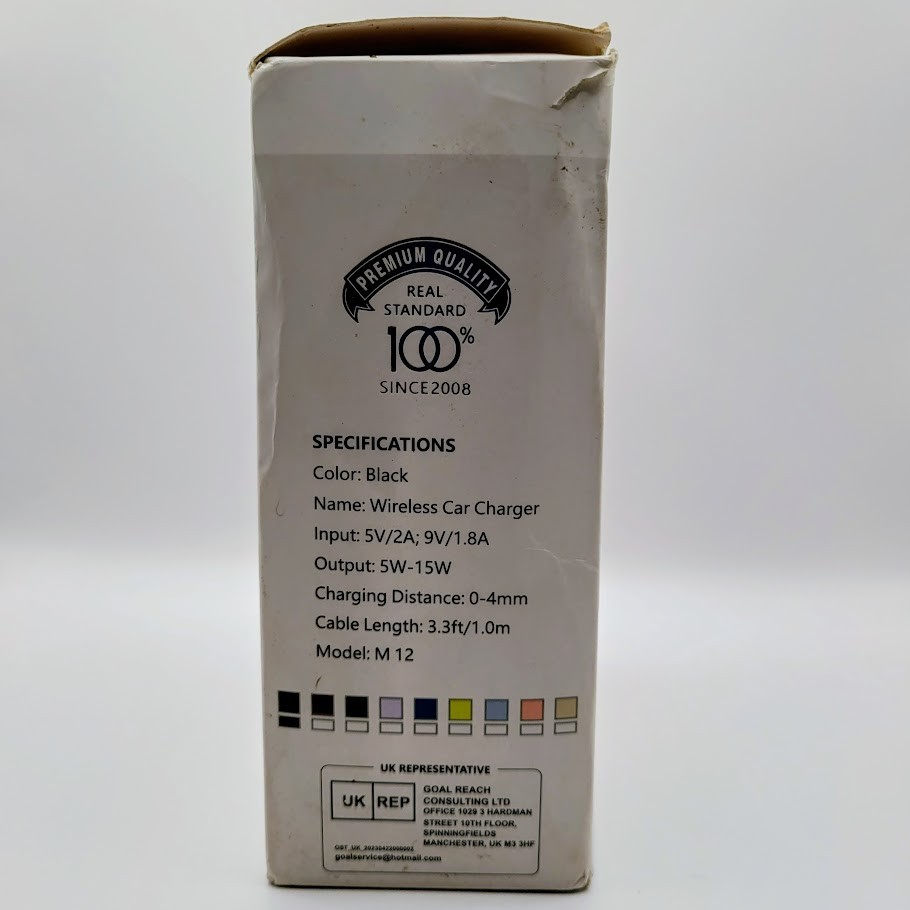 PREMIUM QUALITY
REAL
STANDARD
100%
SINCE2008
SPECIFICATIONS
Color: Black
Name: Wireless Car Charger
Input: 5V/2A; 9V/1.8A
Output: 5W-15W
Charging Distance: 0-4mm
Cable Length: 3.3ft/1.0m
Model: M 12
UK REPRESENTATIVE
UK REP
GOAL REACH
CONSULTING LTD
OFFICE 1029 3 HARDMAN
STREET 10TH FLOOR,
SPINNINGFIELDS
MANCHESTER, UK M3 3HF
goalservice@hotmail.com